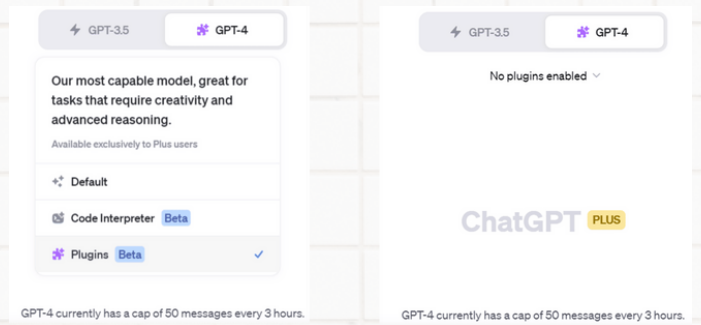 GPT-3.5
GPT-4
Our most capable model, great for
tasks that require creativity and
advanced reasoning.
Available exclusively to Plus users
Default
Code Interpreter Beta
Plugins Beta
GPT-4 currently has a cap of 50 messages every 3 hours.
GPT-3.5
GPT-4
No plugins enabled
ChatGPT PLUS
GPT-4 currently has a cap of 50 messages every 3 hours.